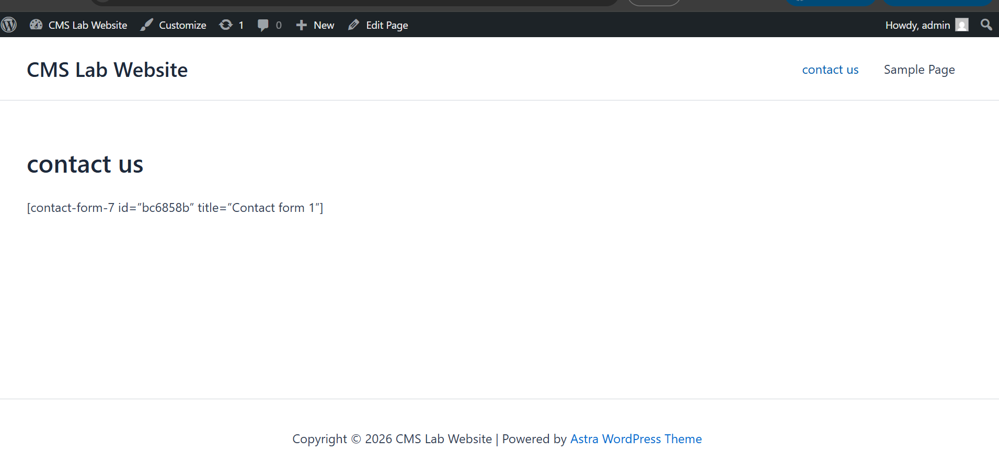 CMS Lab Website Customize 1 0 New Edit Page Howdy, admin
CMS Lab Website contact us Sample Page
contact us
[contact-form-7 id=”bc6858b” title=”Contact form 1″]
Copyright © 2026 CMS Lab Website | Powered by Astra WordPress Theme